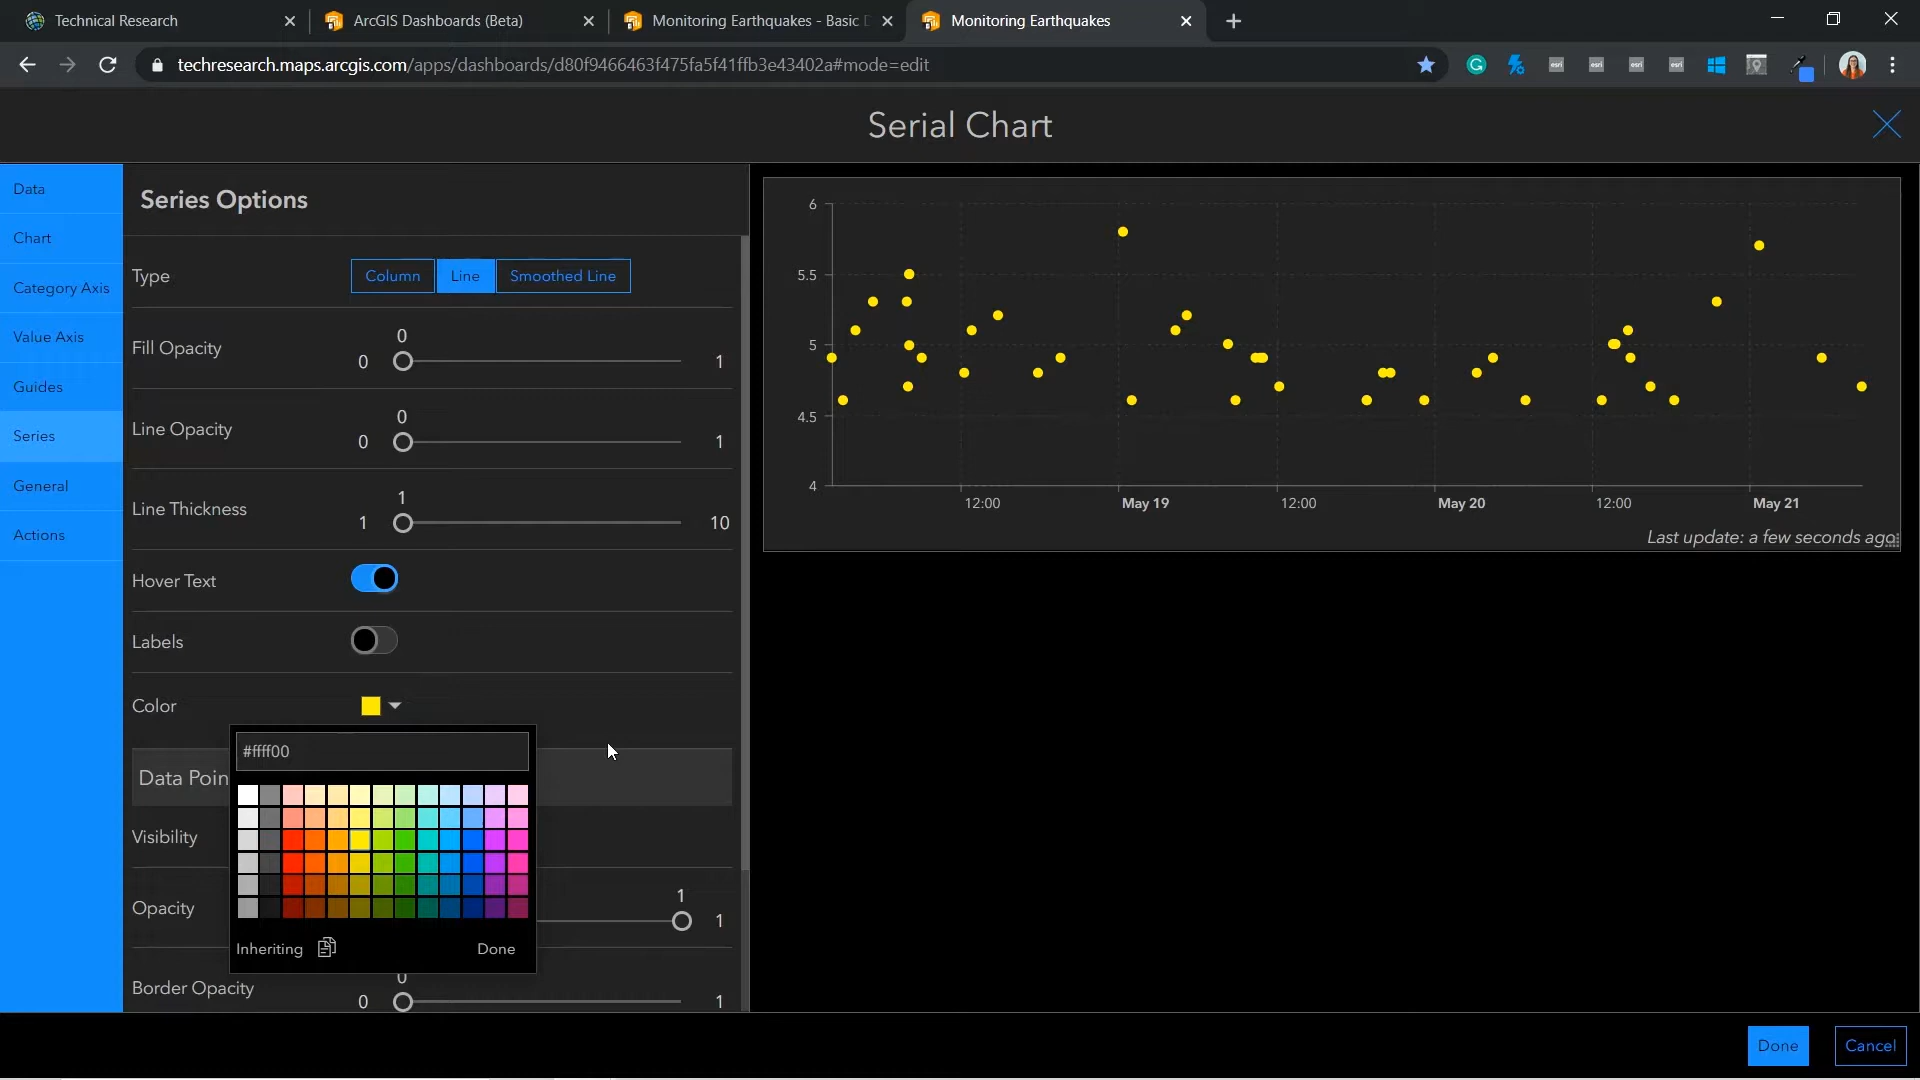 Technical Research
ArcGIS Dashboards (Beta)
Monitoring Earthquakes - Basic D
Monitoring Earthquakes
techresearch.maps.arcgis.com/apps/dashboards/d80f9466463f475fa5f41ffb3e43402a#mode=edit
esri
esri
esri
esri
Serial Chart
Data
Chart
Category Axis
Value Axis
Guides
Series
General
Actions
Series Options
Type
Column
Line
Smoothed Line
Fill Opacity
0
0
1
Line Opacity
0
0
1
Line Thickness
1
1
10
Hover Text
Labels
Color
#ffff00
Data Poin
Visibility
Opacity
1
1
Inheriting
Done
Border Opacity
0
0
1
6
5.5
5
4.5
4
12:00
May 19
12:00
May 20
12:00
May 21
Last update: a few seconds ago
Done
Cancel